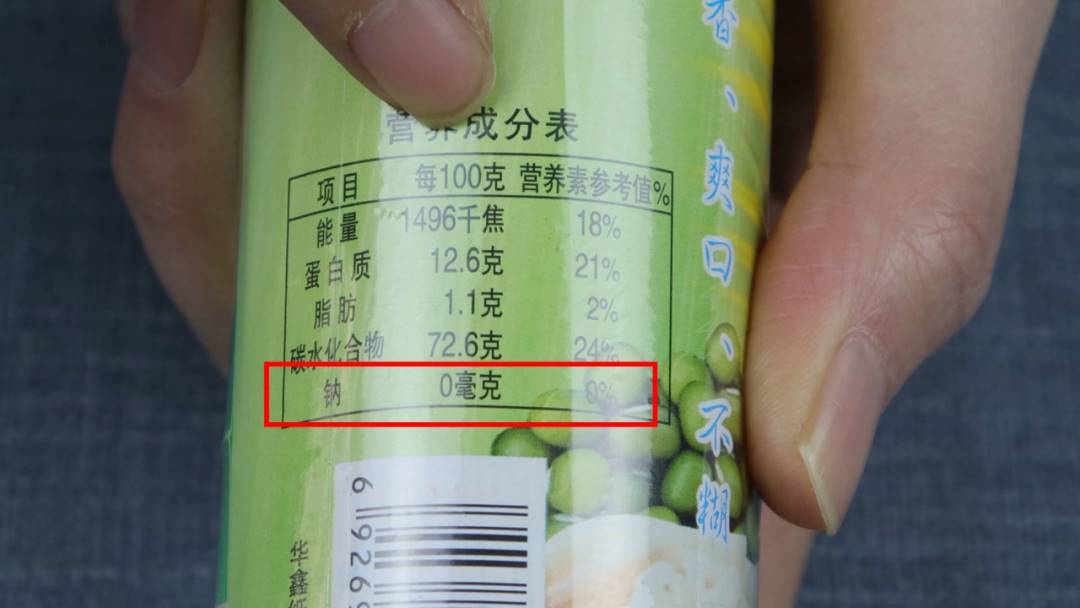 营养成分表
项目 每100克 营养素参考值%
能量 1496千焦 18%
蛋白质 12.6克 21%
脂肪 1.1克 2%
碳水化合物 72.6克 24%
钠 0毫克 0%
香、爽口、不糊
6 9269
华鑫